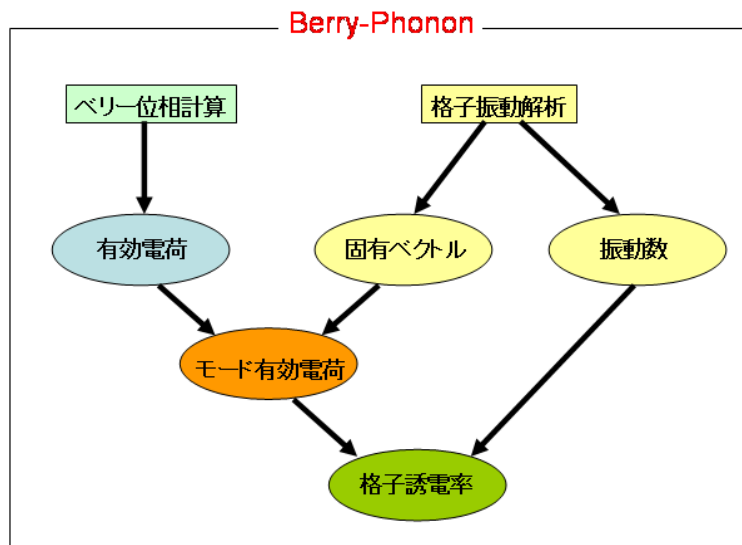 Berry-Phonon
ベリー位相計算
格子振動解析
有効電荷
固有ベクトル
振動数
モード有効電荷
格子誘電率